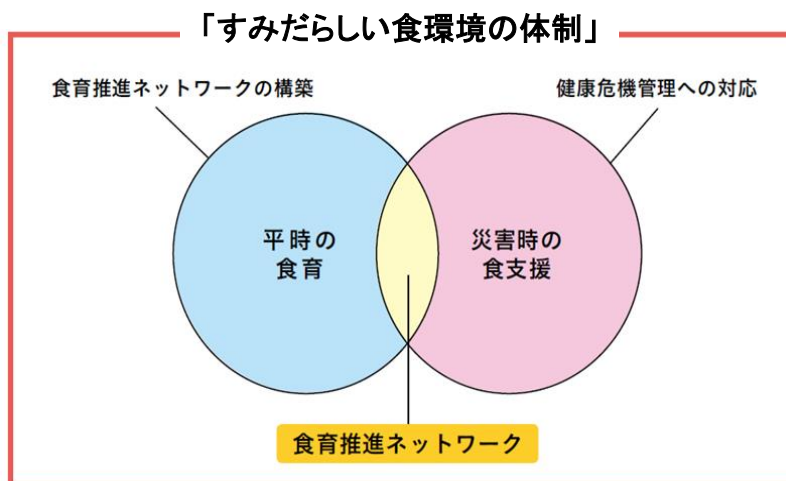 「すみだらしい食環境の体制」
食育推進ネットワークの構築
健康危機管理への対応
平時の
食育
災害時の
食支援
食育推進ネットワーク